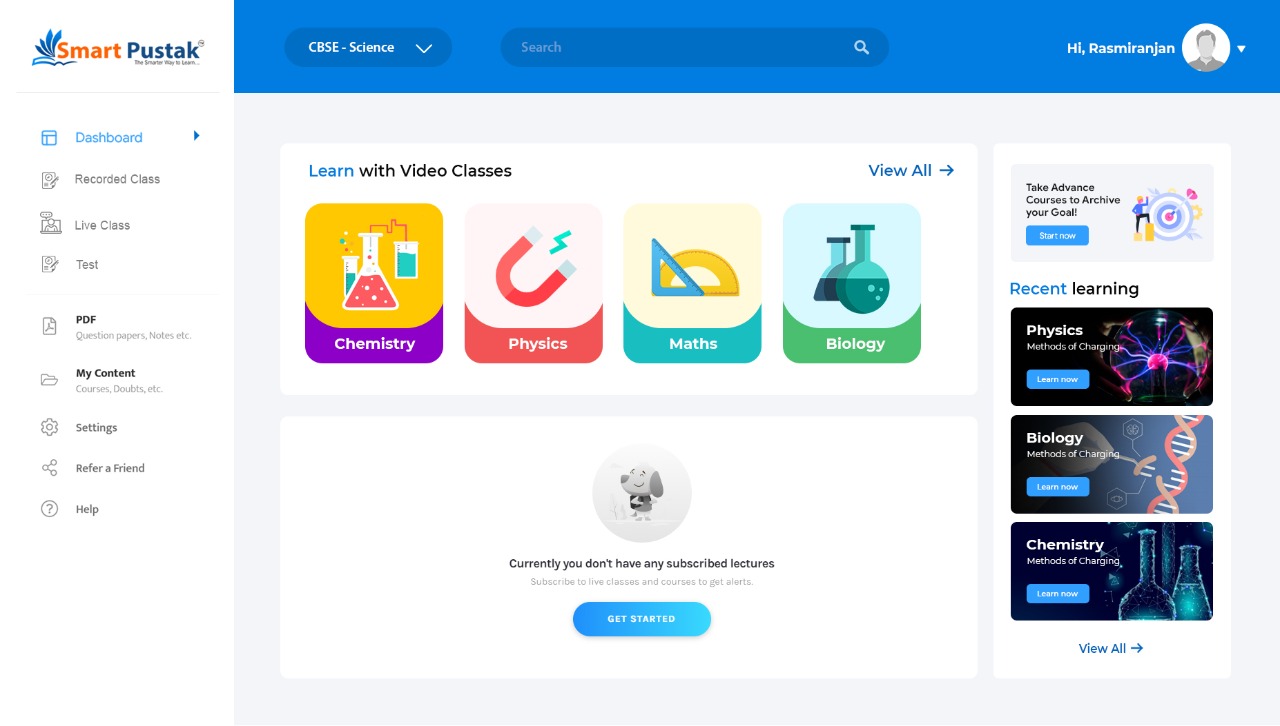 Smart Pustak
The Smarter Way to Learn...
CBSE - Science
Search
Hi, Rasmiranjan
Dashboard
Recorded Class
Live Class
Test
PDF
Question papers, Notes etc.
My Content
Courses, Doubts, etc.
Settings
Refer a Friend
Help
Learn with Video Classes
View All
Chemistry
Physics
Maths
Biology
Currently you don't have any subscribed lectures
Subscribe to live classes and courses to get alerts.
GET STARTED
Take Advance
Courses to Archive
your Goal!
Start now
Recent learning
Physics
Methods of Charging
Learn now
Biology
Methods of Charging
Learn now
Chemistry
Methods of Charging
Learn now
View All